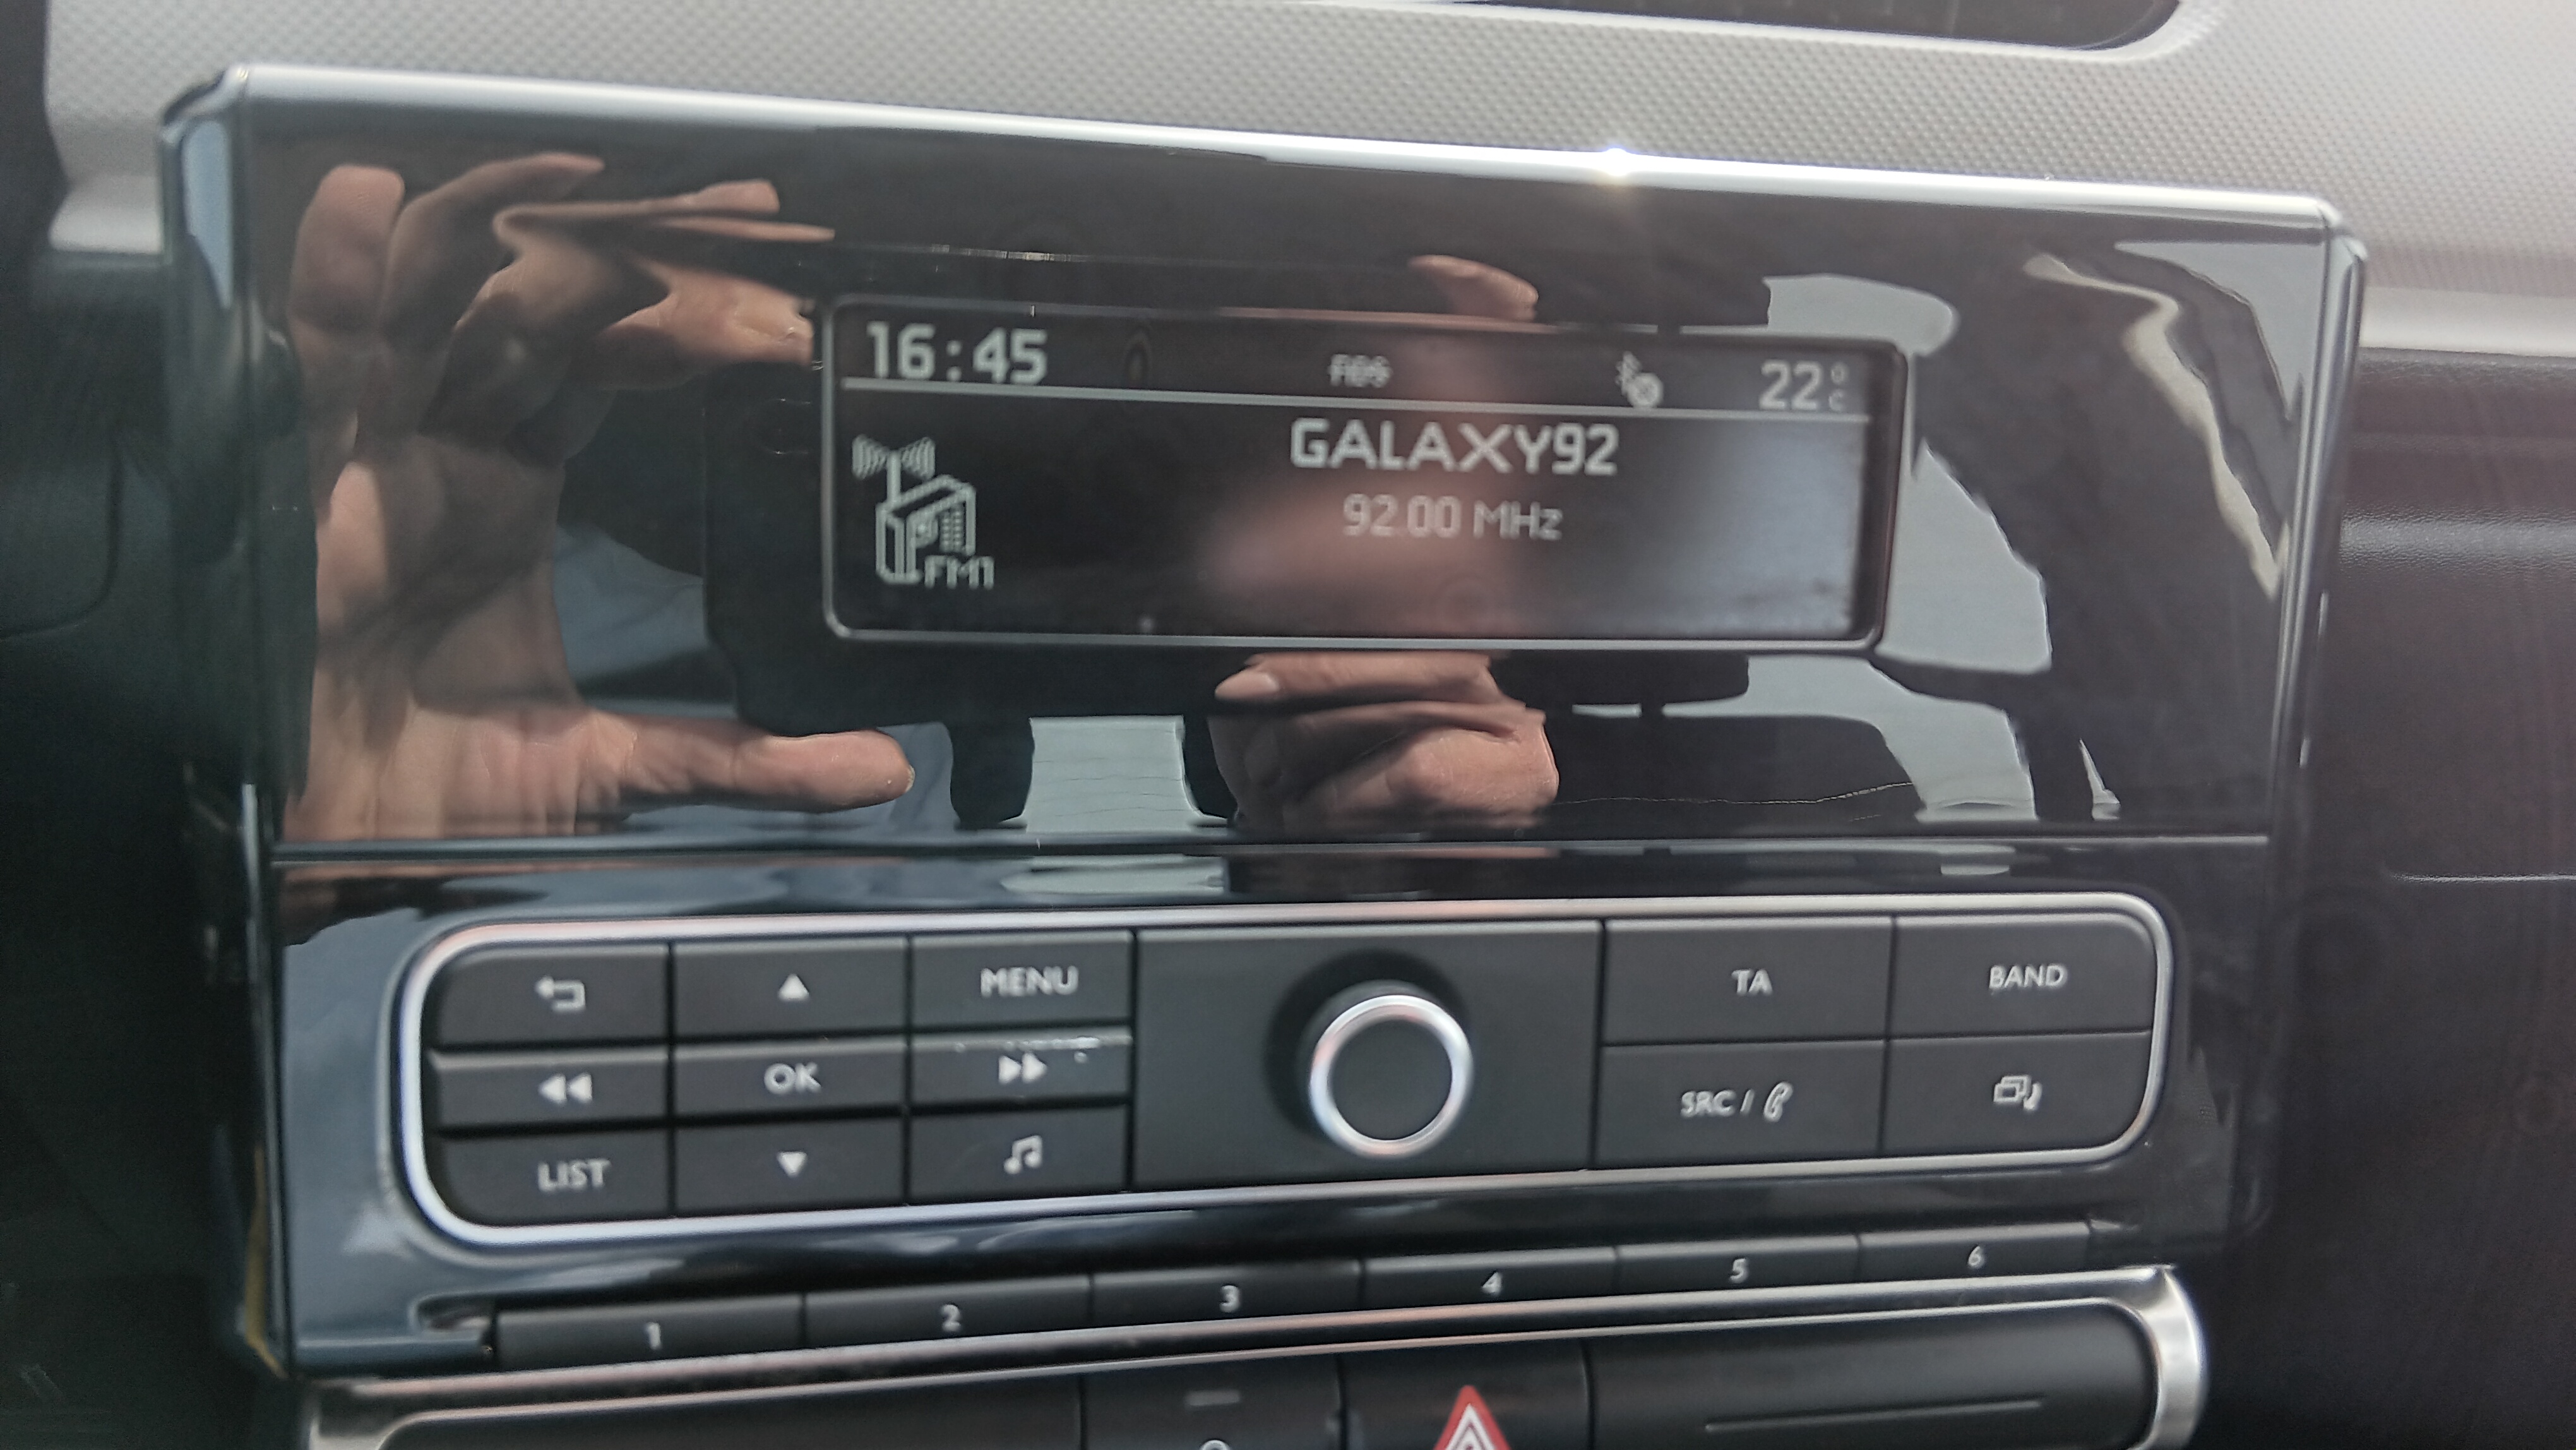 16:45 RDS 22°C
GALAXY92
92.00 MHz
FM1
MENU TA BAND
OK SRC /
LIST
1 2 3 4 5 6